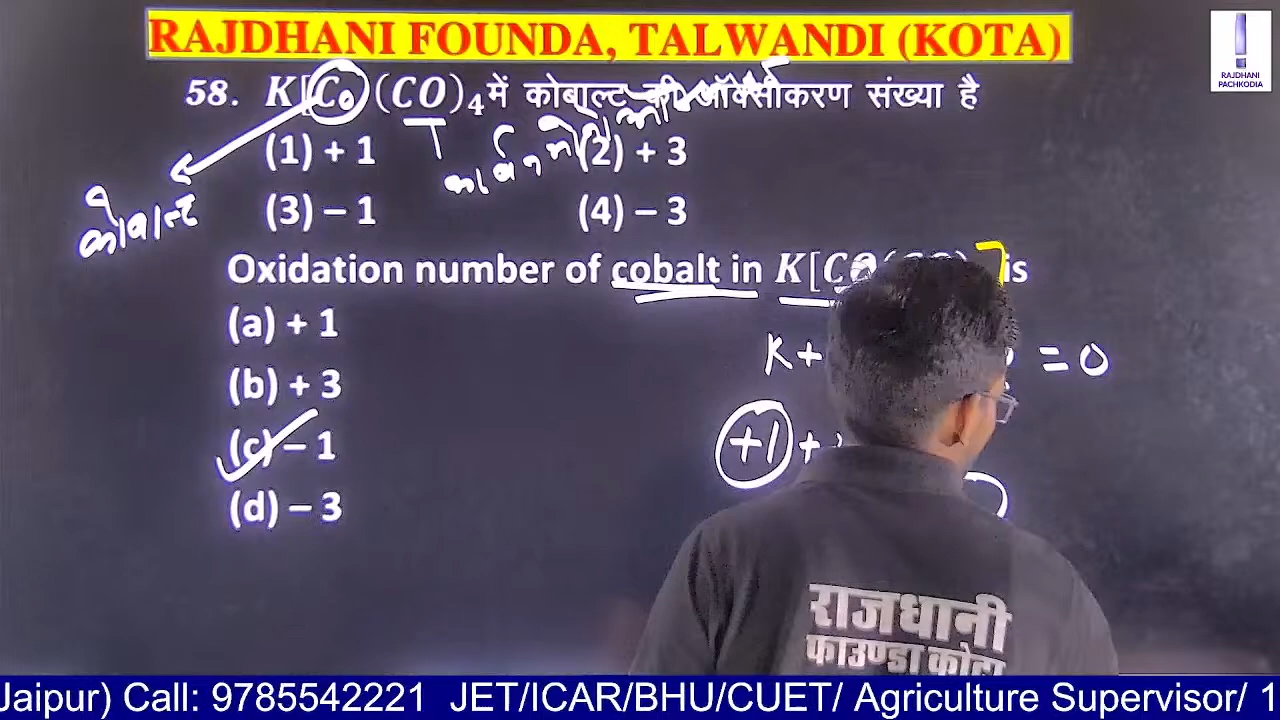 RAJDHANI FOUNDA, TALWANDI (KOTA)
RAJDHANI
PACHKODIA
58. K[Co(CO)₄ में कोबाल्ट की ऑक्सीकरण संख्या है
(1) + 1 (2) + 3
कार्बन
कोबाल्ट
(3) – 1 (4) – 3
Oxidation number of cobalt in K[C is
(a) + 1
K+ = 0
(b) + 3
+1 +
(c) – 1
(d) – 3
राजधानी
फाउण्डा कोटा
Jaipur) Call: 9785542221 JET/ICAR/BHU/CUET/ Agriculture Supervisor/ 1